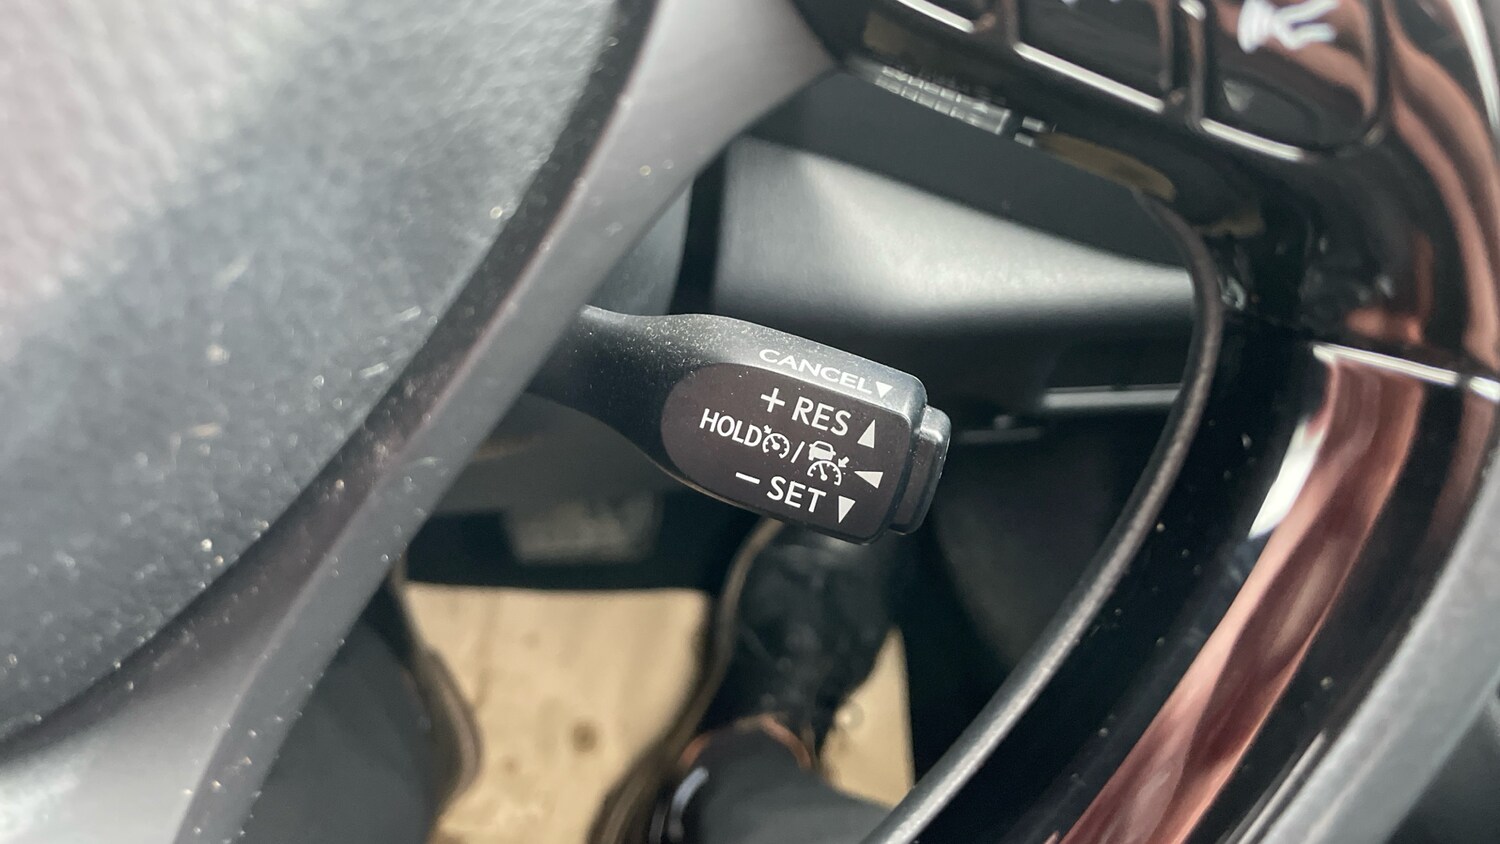 CANCEL▼
+ RES ▲
HOLD / ◀
− SET ▼